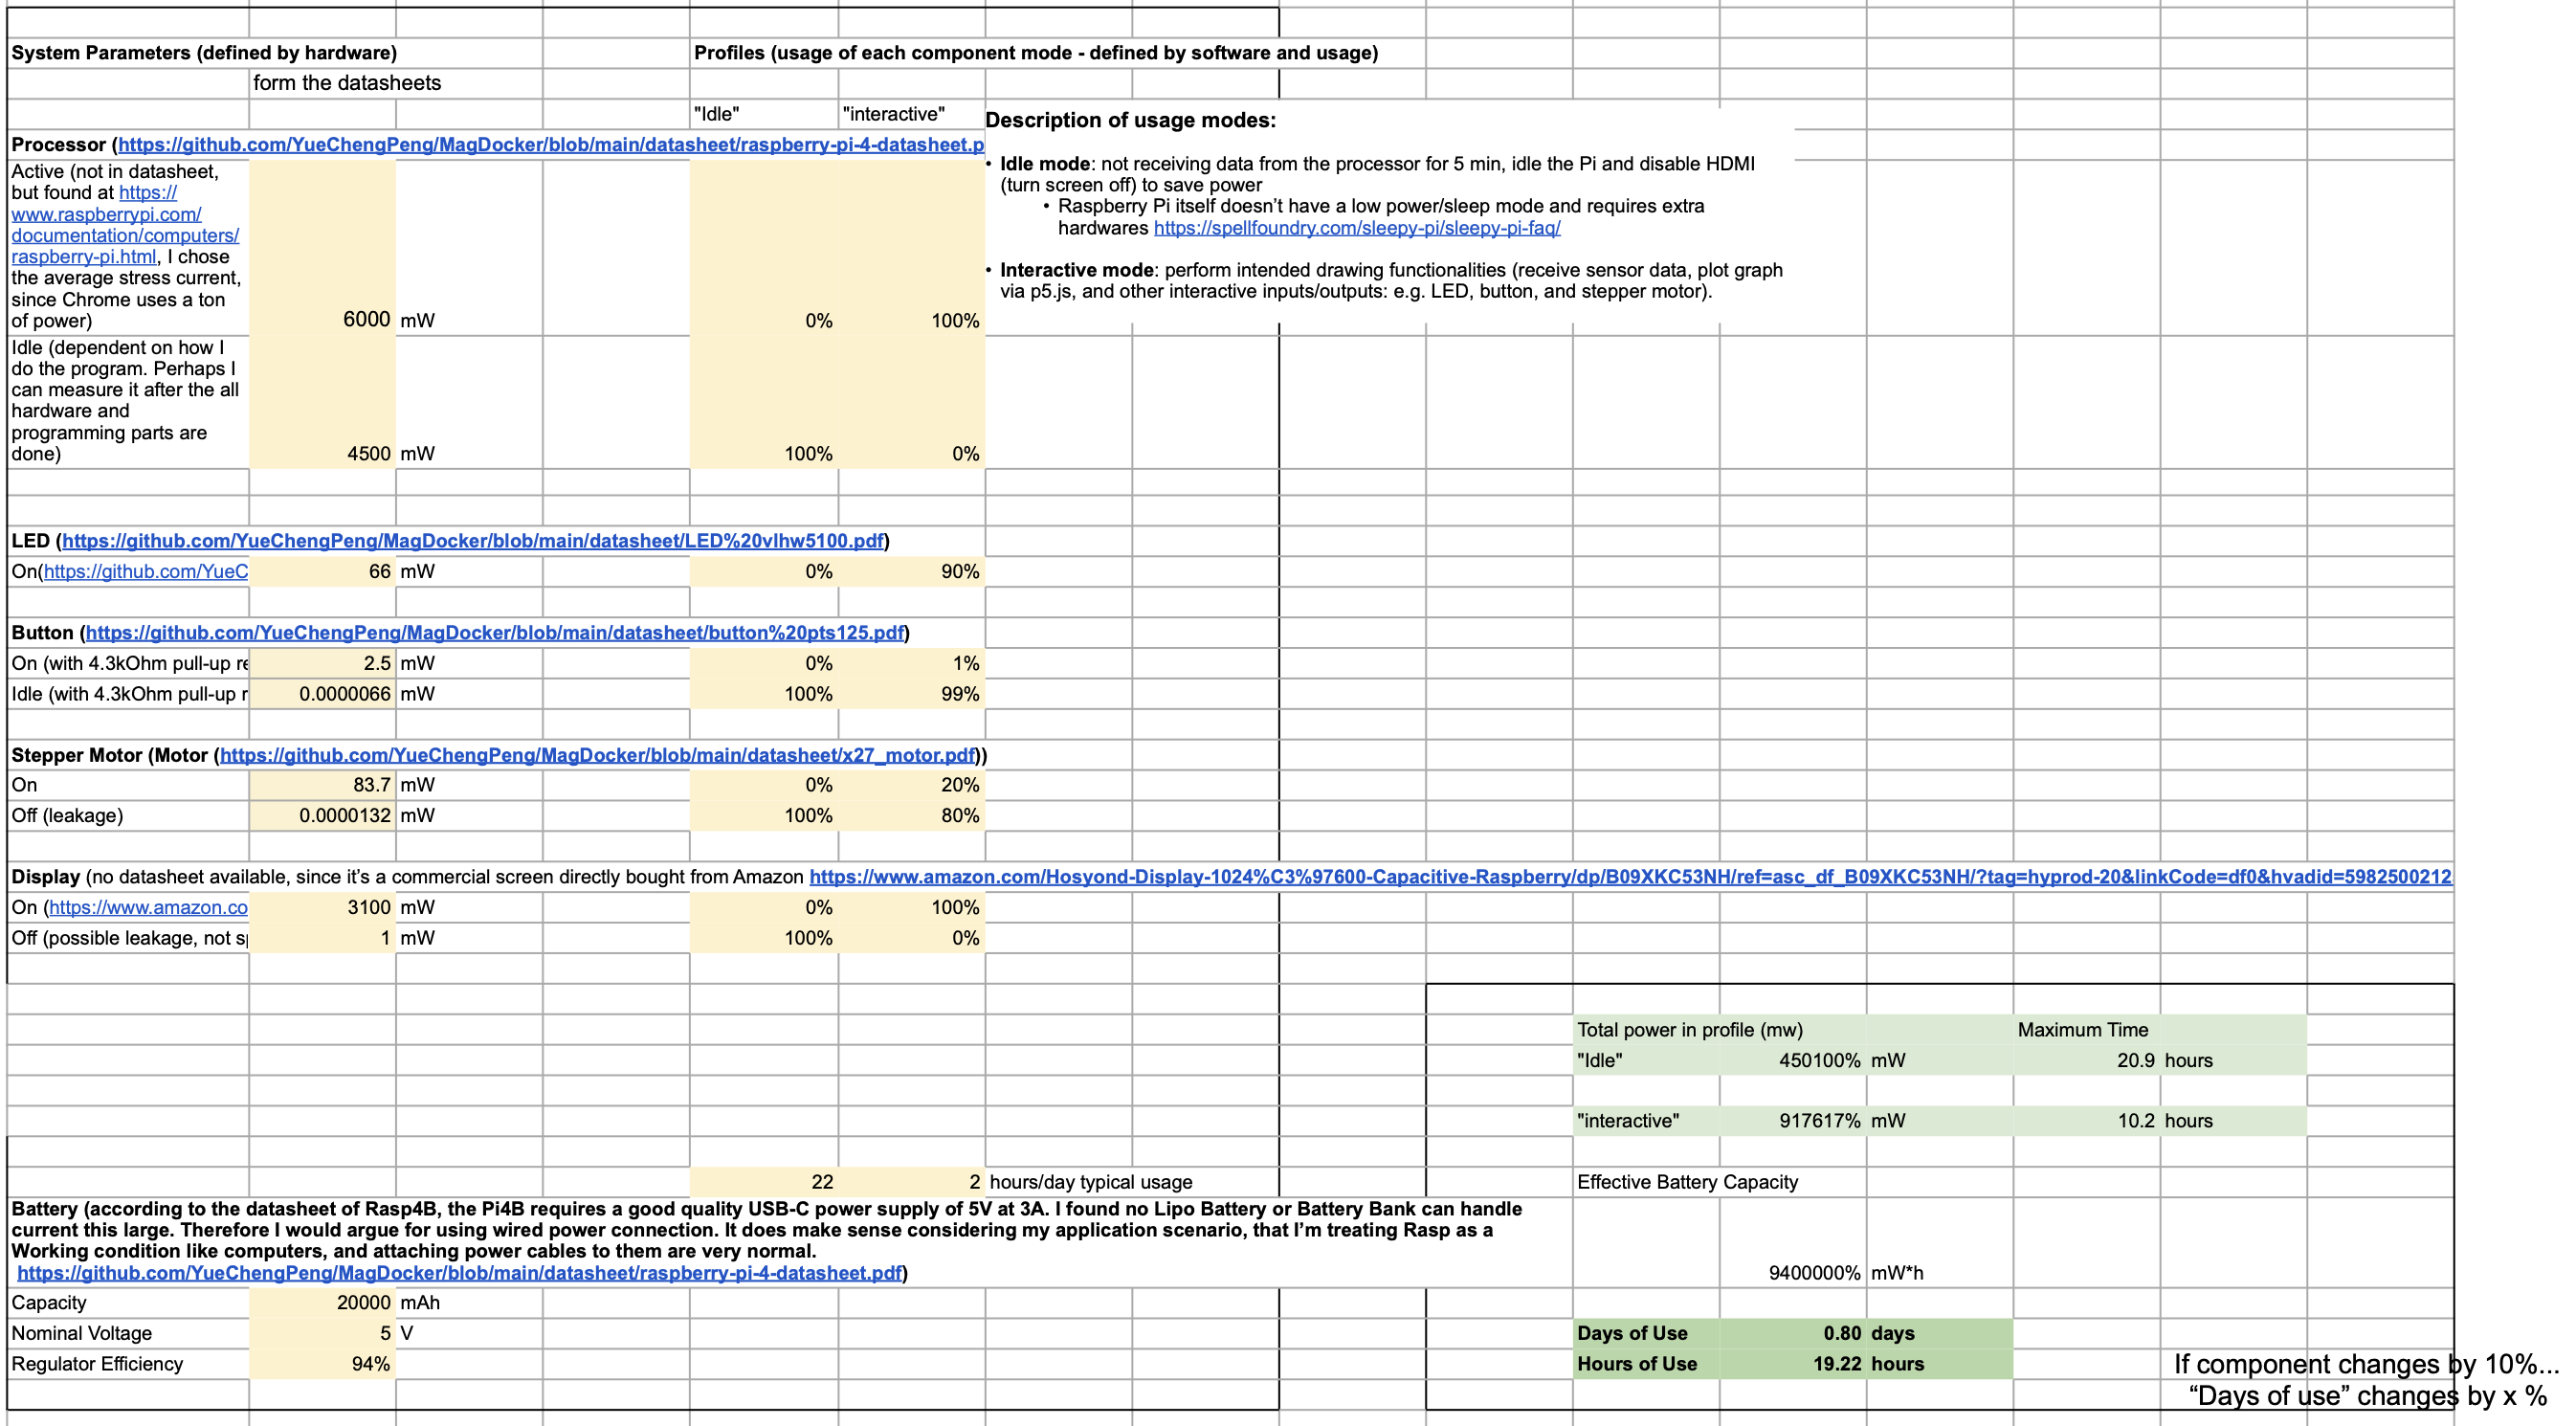 System Parameters (defined by hardware)
Profiles (usage of each component mode - defined by software and usage)
form the datasheets
"Idle"
"interactive"
Description of usage modes:
Processor (https://github.com/YueChengPeng/MagDocker/blob/main/datasheet/raspberry-pi-4-datasheet.p
• Idle mode: not receiving data from the processor for 5 min, idle the Pi and disable HDMI
(turn screen off) to save power
• Raspberry Pi itself doesn’t have a low power/sleep mode and requires extra
hardwares https://spellfoundry.com/sleepy-pi/sleepy-pi-faq/
• Interactive mode: perform intended drawing functionalities (receive sensor data, plot graph
via p5.js, and other interactive inputs/outputs: e.g. LED, button, and stepper motor).
Active (not in datasheet,
but found at https://
www.raspberrypi.com/
documentation/computers/
raspberry-pi.html, I chose
the average stress current,
since Chrome uses a ton
of power)
6000 mW
0%
100%
Idle (dependent on how I
do the program. Perhaps I
can measure it after the all
hardware and
programming parts are
done)
4500 mW
100%
0%
LED (https://github.com/YueChengPeng/MagDocker/blob/main/datasheet/LED%20vlhw5100.pdf)
On(https://github.com/YueC
66 mW
0%
90%
Button (https://github.com/YueChengPeng/MagDocker/blob/main/datasheet/button%20pts125.pdf)
On (with 4.3kOhm pull-up re
2.5 mW
0%
1%
Idle (with 4.3kOhm pull-up r
0.0000066 mW
100%
99%
Stepper Motor (Motor (https://github.com/YueChengPeng/MagDocker/blob/main/datasheet/x27_motor.pdf))
On
83.7 mW
0%
20%
Off (leakage)
0.0000132 mW
100%
80%
Display (no datasheet available, since it’s a commercial screen directly bought from Amazon https://www.amazon.com/Hosyond-Display-1024%C3%97600-Capacitive-Raspberry/dp/B09XKC53NH/ref=asc_df_B09XKC53NH/?tag=hyprod-20&linkCode=df0&hvadid=5982500212
On (https://www.amazon.co
3100 mW
0%
100%
Off (possible leakage, not sp
1 mW
100%
0%
Total power in profile (mw)
Maximum Time
"Idle"
450100% mW
20.9 hours
"interactive"
917617% mW
10.2 hours
22
2 hours/day typical usage
Effective Battery Capacity
Battery (according to the datasheet of Rasp4B, the Pi4B requires a good quality USB-C power supply of 5V at 3A. I found no Lipo Battery or Battery Bank can handle
current this large. Therefore I would argue for using wired power connection. It does make sense considering my application scenario, that I’m treating Rasp as a
Working condition like computers, and attaching power cables to them are very normal.
https://github.com/YueChengPeng/MagDocker/blob/main/datasheet/raspberry-pi-4-datasheet.pdf)
9400000% mW*h
Capacity
20000 mAh
Nominal Voltage
5 V
Days of Use
0.80 days
Regulator Efficiency
94%
Hours of Use
19.22 hours
If component changes by 10%...
“Days of use” changes by x %